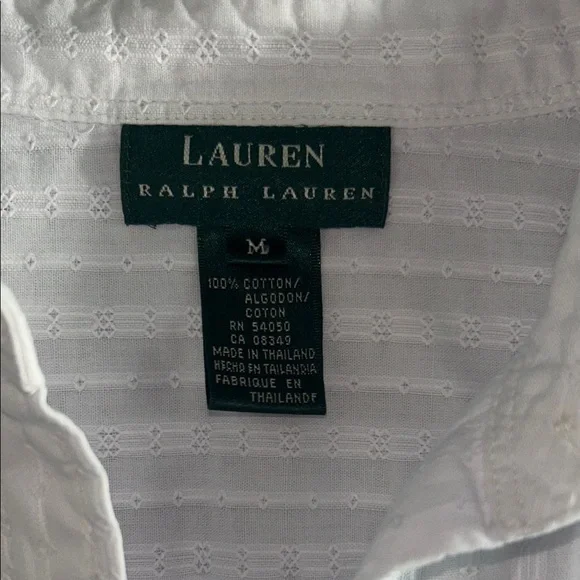 LAUREN
RALPH LAUREN
M
100% COTTON/
ALGODON/
COTON
RN 54050
CA 08349
MADE IN THAILAND
HECHO EN TAILANDIA
FABRIQUE EN
THAILANDE